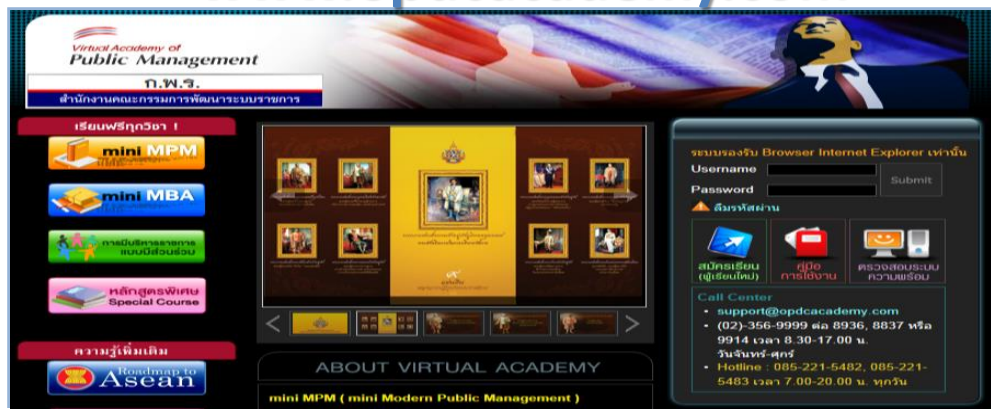 Virtual Academy of
Public Management
ก.พ.ร.
สำนักงานคณะกรรมการพัฒนาระบบราชการ
เรียนฟรีทุกวิชา !
mini MPM
mini MBA
การมีบริหารราชการ
แบบมีส่วนร่วม
หลักสูตรพิเศษ
Special Course
ความรู้เพิ่มเติม
Roadmap to
Asean
ABOUT VIRTUAL ACADEMY
mini MPM ( mini Modern Public Management )
ระบบรองรับ Browser Internet Explorer เท่านั้น
Username
Submit
Password
ลืมรหัสผ่าน
สมัครเรียน
(ผู้เรียนใหม่)
คู่มือ
การใช้งาน
ตรวจสอบระบบ
ความพร้อม
Call Center
• support@opdcacademy.com
• (02)-356-9999 ต่อ 8936, 8837 หรือ
9914 เวลา 8.30-17.00 น.
วันจันทร์-ศุกร์
• Hotline : 085-221-5482, 085-221-
5483 เวลา 7.00-20.00 น. ทุกวัน